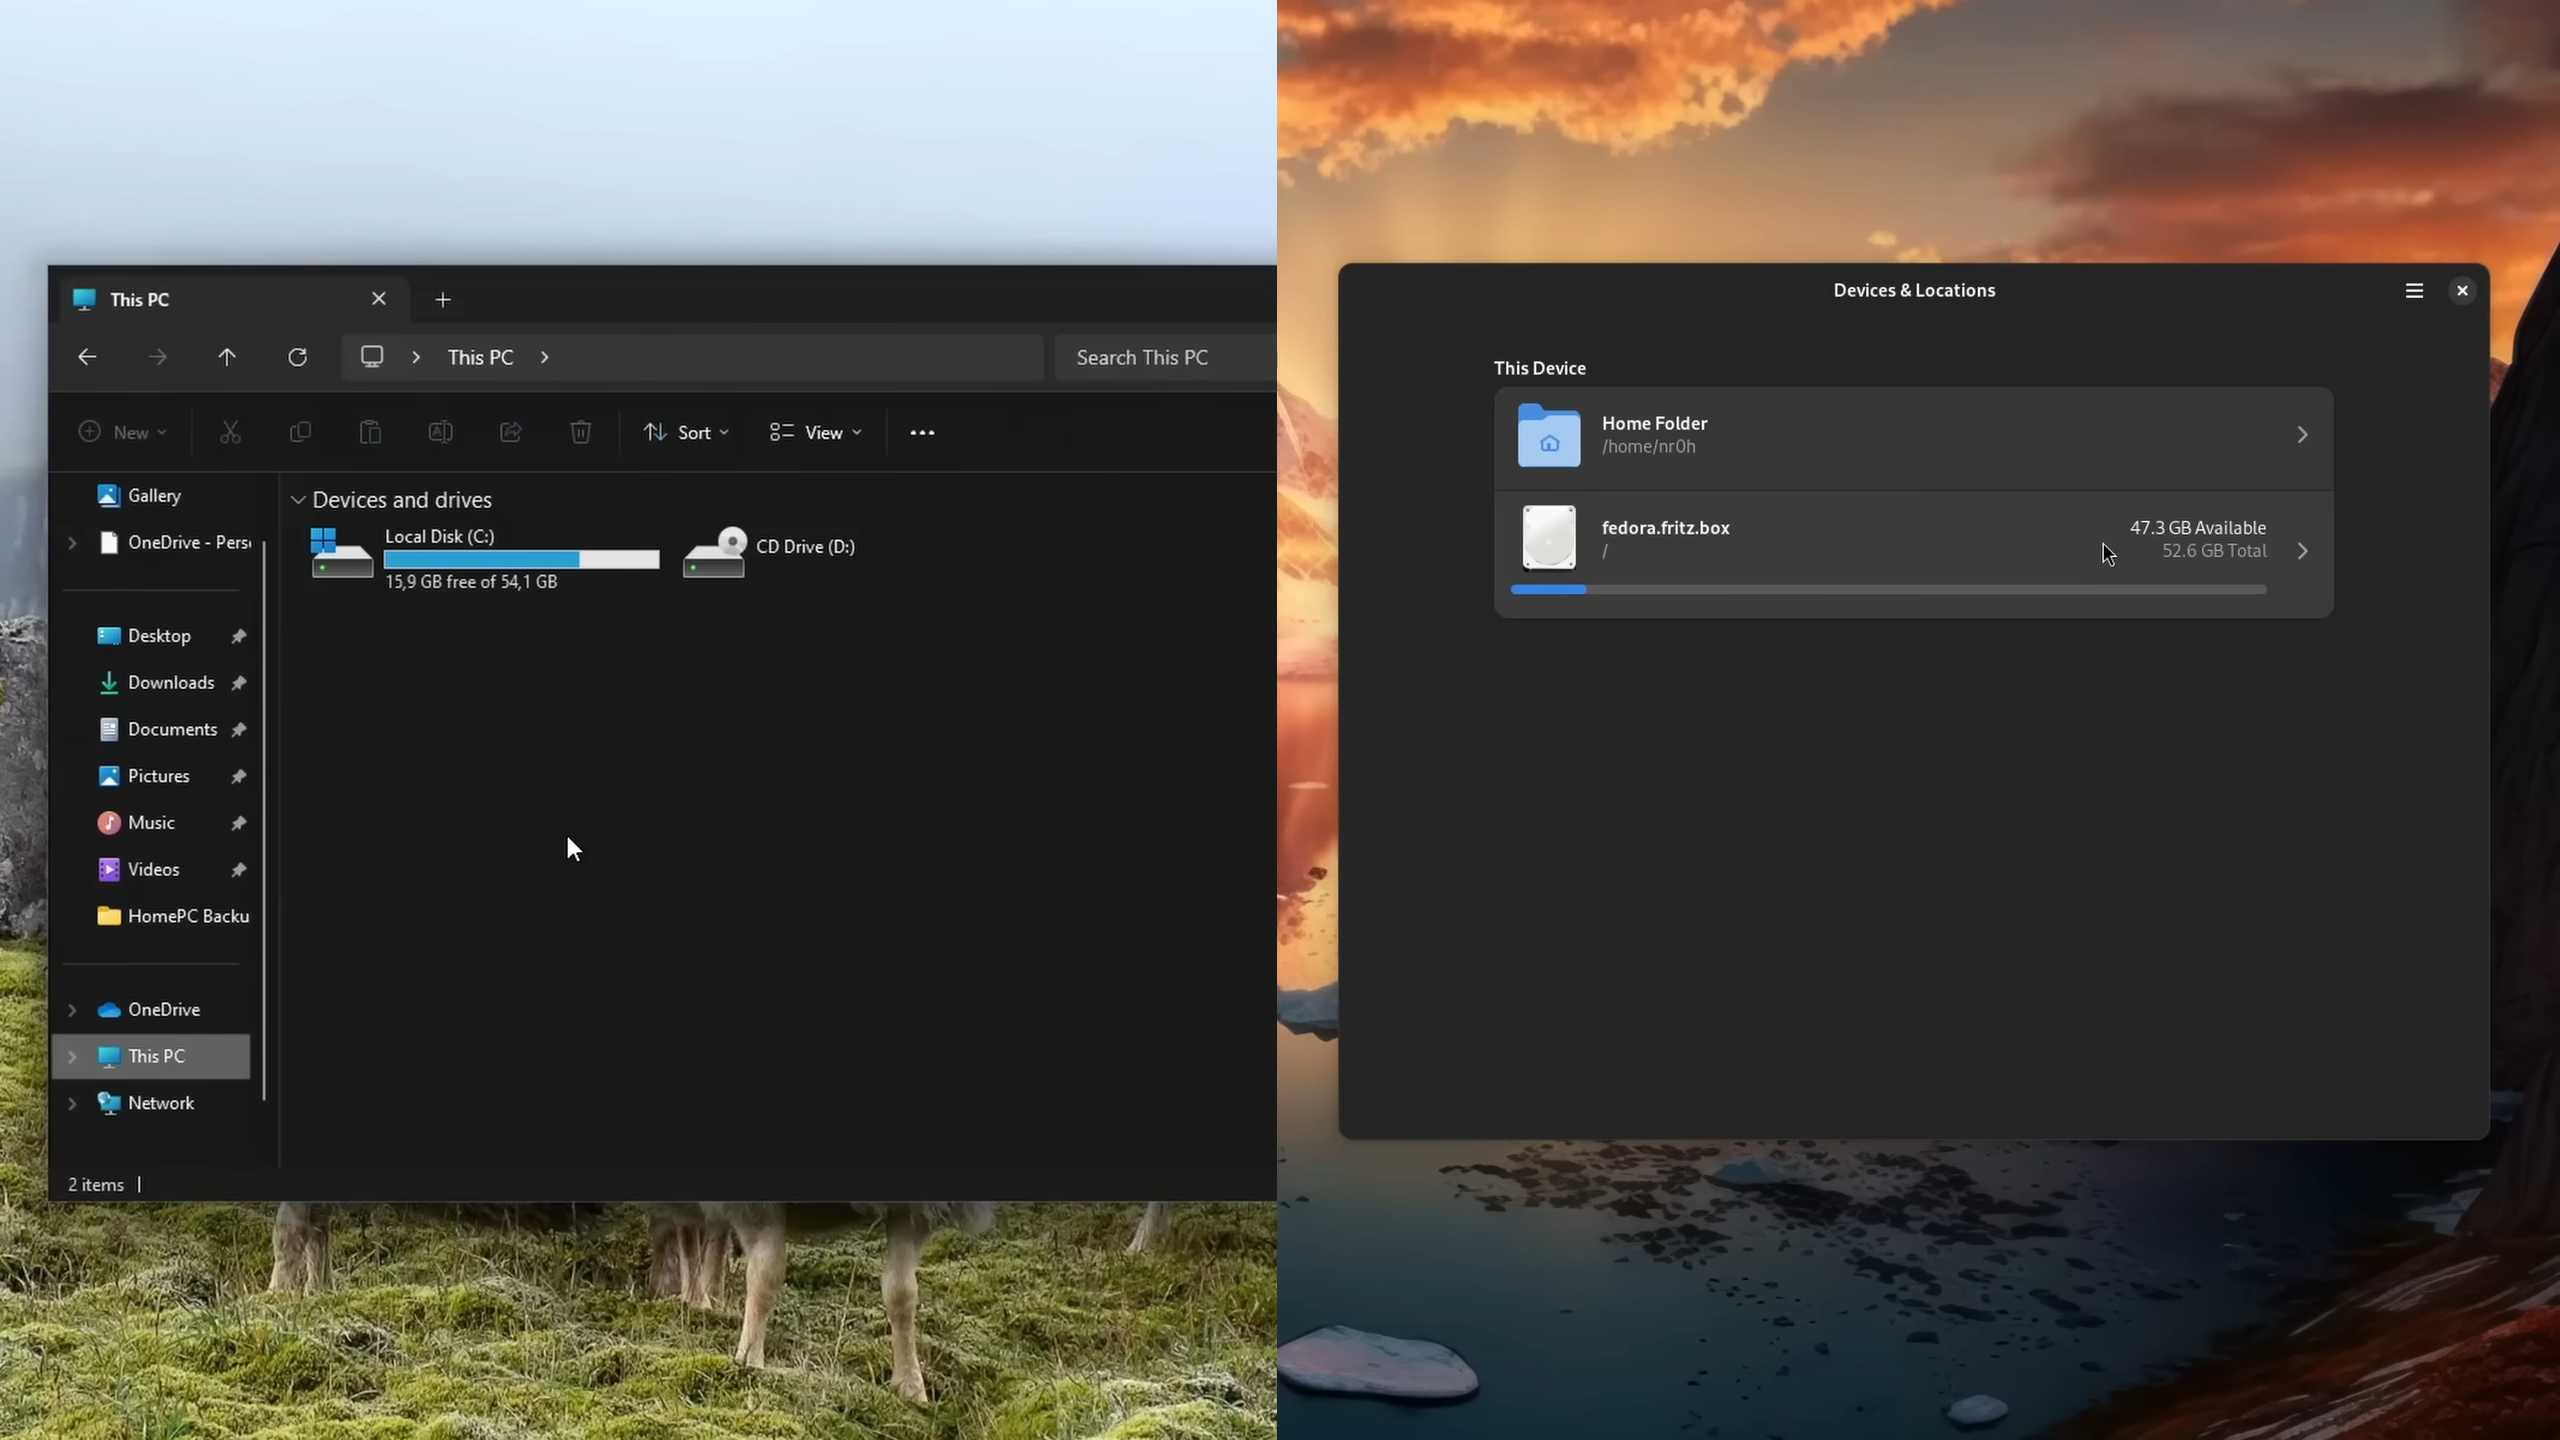 This PC
This PC
Search This PC
New
Sort
View
Gallery
OneDrive - Pers
Desktop
Downloads
Documents
Pictures
Music
Videos
HomePC Backu
OneDrive
This PC
Network
Devices and drives
Local Disk (C:)
15,9 GB free of 54,1 GB
CD Drive (D:)
2 items
Devices & Locations
This Device
Home Folder
/home/nr0h
fedora.fritz.box
/
47.3 GB Available
52.6 GB Total